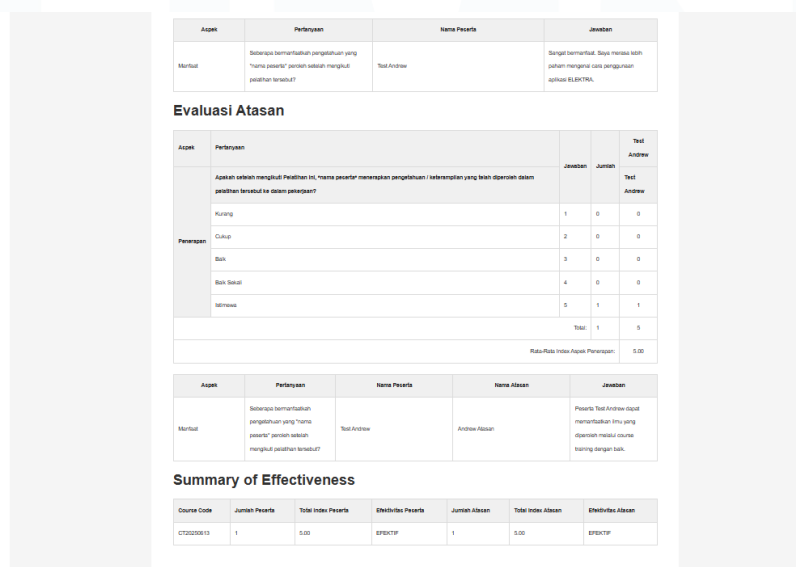 Aspek Pertanyaan Nama Peserta Jawaban
Manfaat
Seberapa bermanfaatkah pengetahuan yang
"nama peserta" peroleh setelah mengikuti
pelatihan tersebut?
Test Andrew
Sangat bermanfaat. Saya merasa lebih
paham mengenai cara penggunaan
aplikasi ELEKTRA.
Evaluasi Atasan
Aspek Pertanyaan Jawaban Jumlah
Test
Andrew
Penerapan
Apakah setelah mengikuti Pelatihan ini, *nama peserta* menerapkan pengetahuan / keterampilan yang telah diperoleh dalam
pelatihan tersebut ke dalam pekerjaan?
Test
Andrew
Kurang 1 0 0
Cukup 2 0 0
Baik 3 0 0
Baik Sekali 4 0 0
Istimewa 5 1 1
Total: 1 5
Rata-Rata Index Aspek Penerapan: 5.00
Aspek Pertanyaan Nama Peserta Nama Atasan Jawaban
Manfaat
Seberapa bermanfaatkah
pengetahuan yang "nama
peserta" peroleh setelah
mengikuti pelatihan tersebut?
Test Andrew
Andrew Atasan
Peserta Test Andrew dapat
memanfaatkan ilmu yang
diperoleh melalui course
training dengan baik.
Summary of Effectiveness
Course Code Jumlah Peserta Total Index Peserta Efektivitas Peserta Jumlah Atasan Total Index Atasan Efektivitas Atasan
CT20250613 1 5.00 EFEKTIF 1 5.00 EFEKTIF